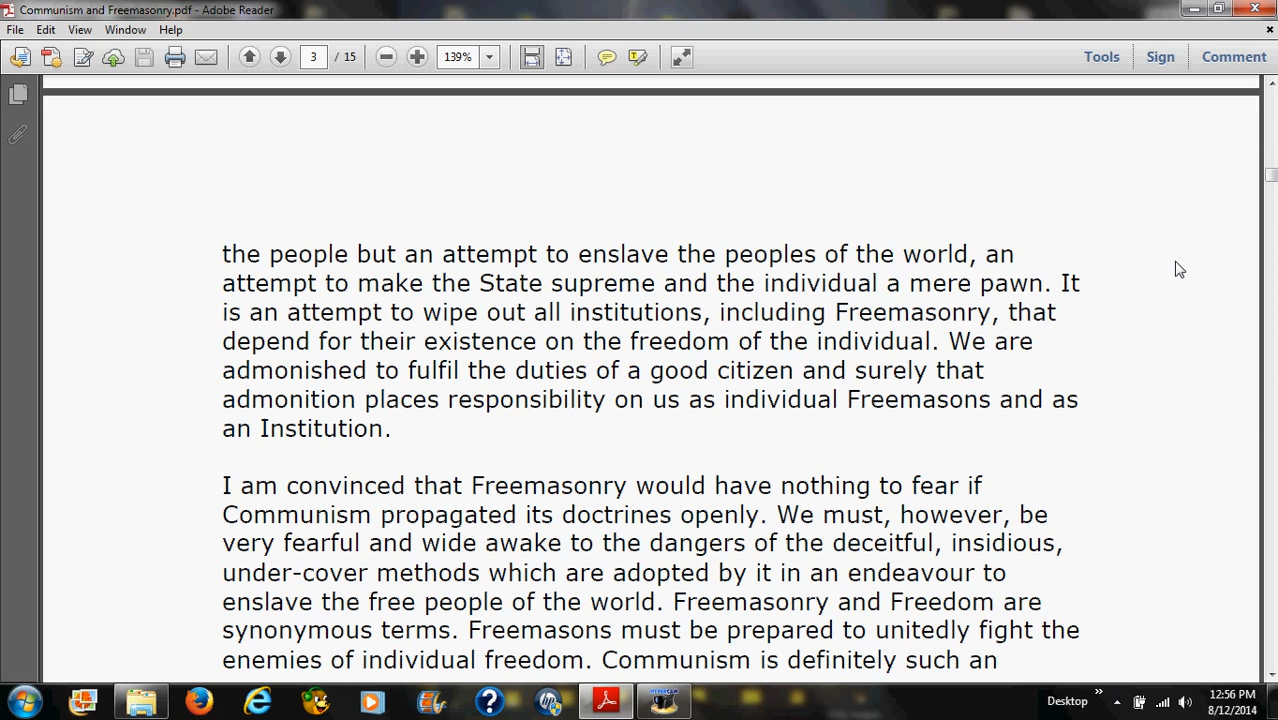 Communism and Freemasonry.pdf - Adobe Reader
File Edit View Window Help
3 / 15 139% Tools Sign Comment
the people but an attempt to enslave the peoples of the world, an
attempt to make the State supreme and the individual a mere pawn. It
is an attempt to wipe out all institutions, including Freemasonry, that
depend for their existence on the freedom of the individual. We are
admonished to fulfil the duties of a good citizen and surely that
admonition places responsibility on us as individual Freemasons and as
an Institution.
I am convinced that Freemasonry would have nothing to fear if
Communism propagated its doctrines openly. We must, however, be
very fearful and wide awake to the dangers of the deceitful, insidious,
under-cover methods which are adopted by it in an endeavour to
enslave the free people of the world. Freemasonry and Freedom are
synonymous terms. Freemasons must be prepared to unitedly fight the
enemies of individual freedom. Communism is definitely such an
Desktop 12:56 PM
8/12/2014